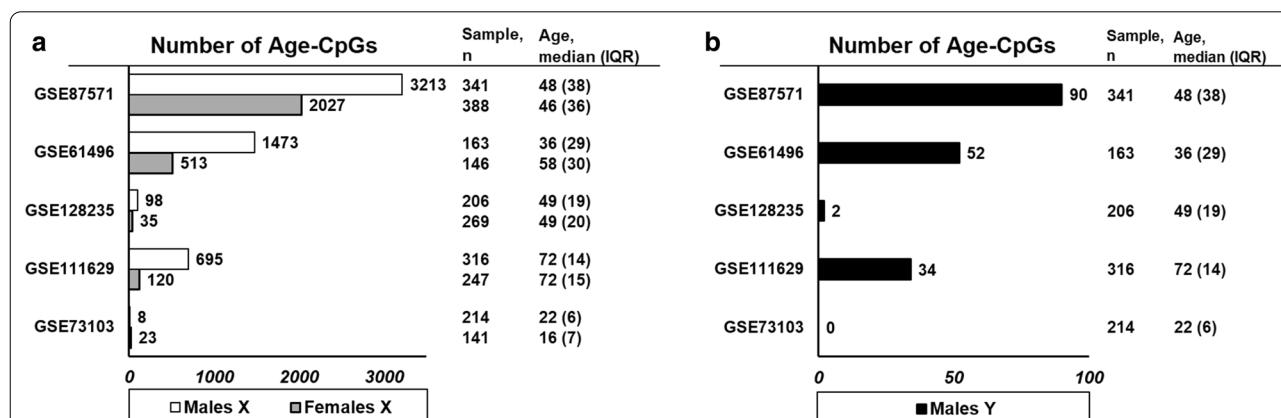 a
Number of Age-CpGs
Sample, n
Age, median (IQR)
GSE87571
3213 341 48 (38)
2027 388 46 (36)
GSE61496
1473 163 36 (29)
513 146 58 (30)
GSE128235
98 206 49 (19)
35 269 49 (20)
GSE111629
695 316 72 (14)
120 247 72 (15)
GSE73103
8 214 22 (6)
23 141 16 (7)
0 1000 2000 3000
Males X Females X
b
Number of Age-CpGs
Sample, n
Age, median (IQR)
GSE87571 90 341 48 (38)
GSE61496 52 163 36 (29)
GSE128235 2 206 49 (19)
GSE111629 34 316 72 (14)
GSE73103 0 214 22 (6)
0 50 100
Males Y